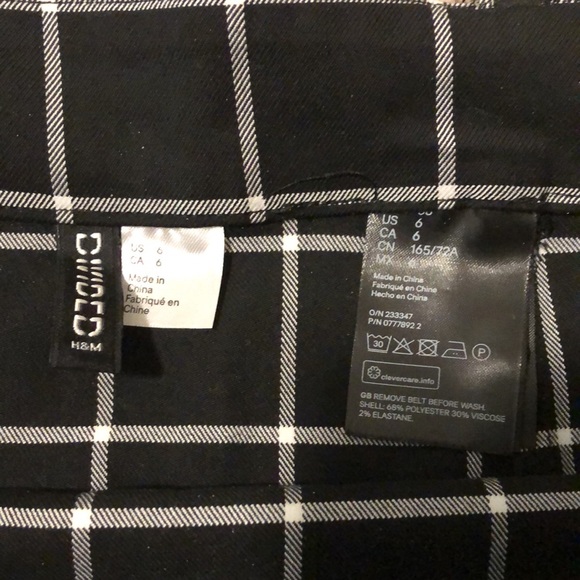 DIVIDED
H&M
US 6
CA 6
Made in
China
Fabriqué en
Chine
US 6
CA 6
CN 165/72A
MX
Made in China
Fabriqué en Chine
Hecho en China
O/N 233347
P/N 0777892 2
30
P
clevercare.info
GB REMOVE BELT BEFORE WASH.
SHELL: 68% POLYESTER 30% VISCOSE
2% ELASTANE.